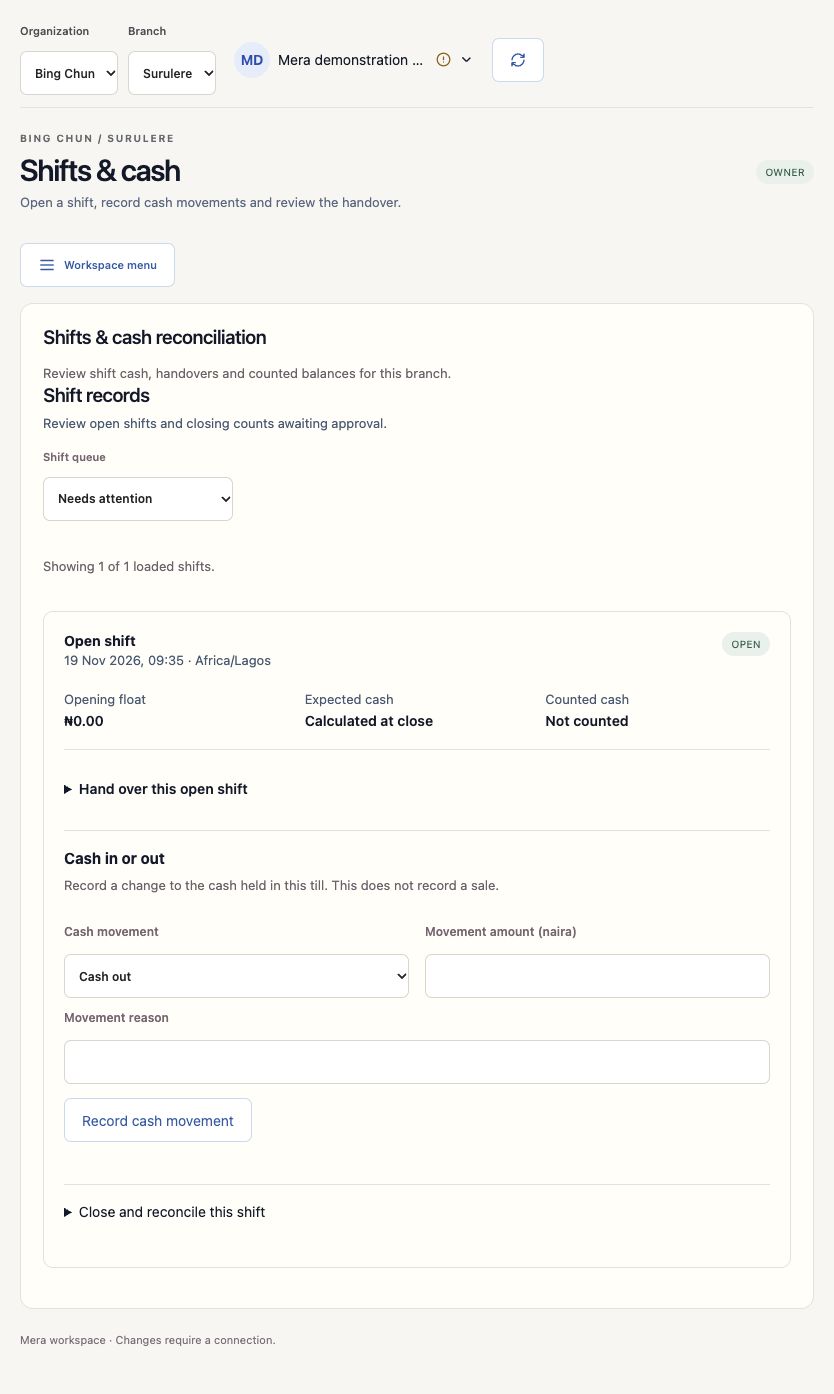 Organization
Branch
Bing Chun
Surulere
MD
Mera demonstration ...
BING CHUN / SURULERE
Shifts & cash
OWNER
Open a shift, record cash movements and review the handover.
Workspace menu
Shifts & cash reconciliation
Review shift cash, handovers and counted balances for this branch.
Shift records
Review open shifts and closing counts awaiting approval.
Shift queue
Needs attention
Showing 1 of 1 loaded shifts.
Open shift
OPEN
19 Nov 2026, 09:35 · Africa/Lagos
Opening float
Expected cash
Counted cash
₦0.00
Calculated at close
Not counted
Hand over this open shift
Cash in or out
Record a change to the cash held in this till. This does not record a sale.
Cash movement
Movement amount (naira)
Cash out
Movement reason
Record cash movement
Close and reconcile this shift
Mera workspace · Changes require a connection.